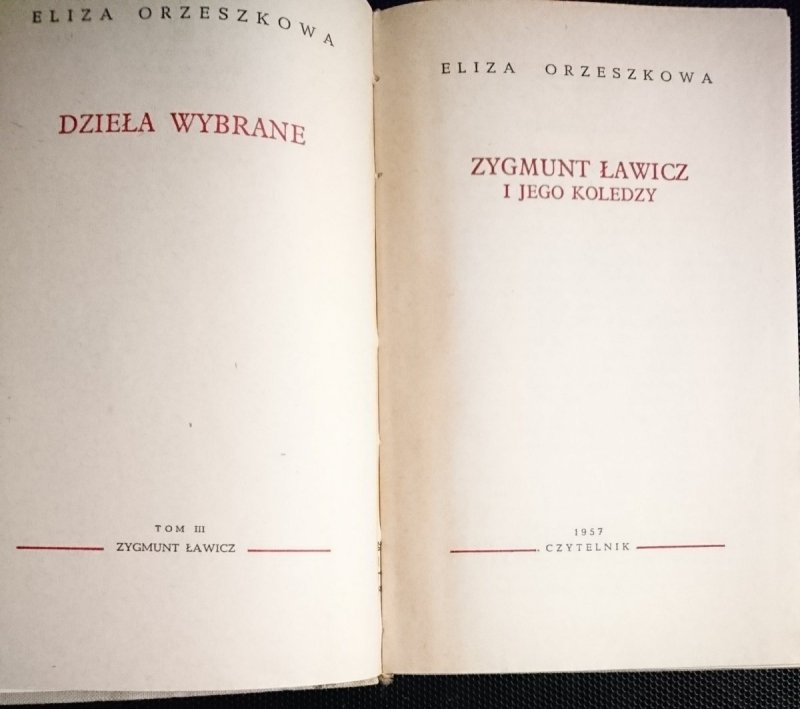 ELIZA ORZESZKOWA
DZIEŁA WYBRANE
TOM III
ZYGMUNT ŁAWICZ
ELIZA ORZESZKOWA
ZYGMUNT ŁAWICZ
I JEGO KOLEDZY
1957
CZYTELNIK